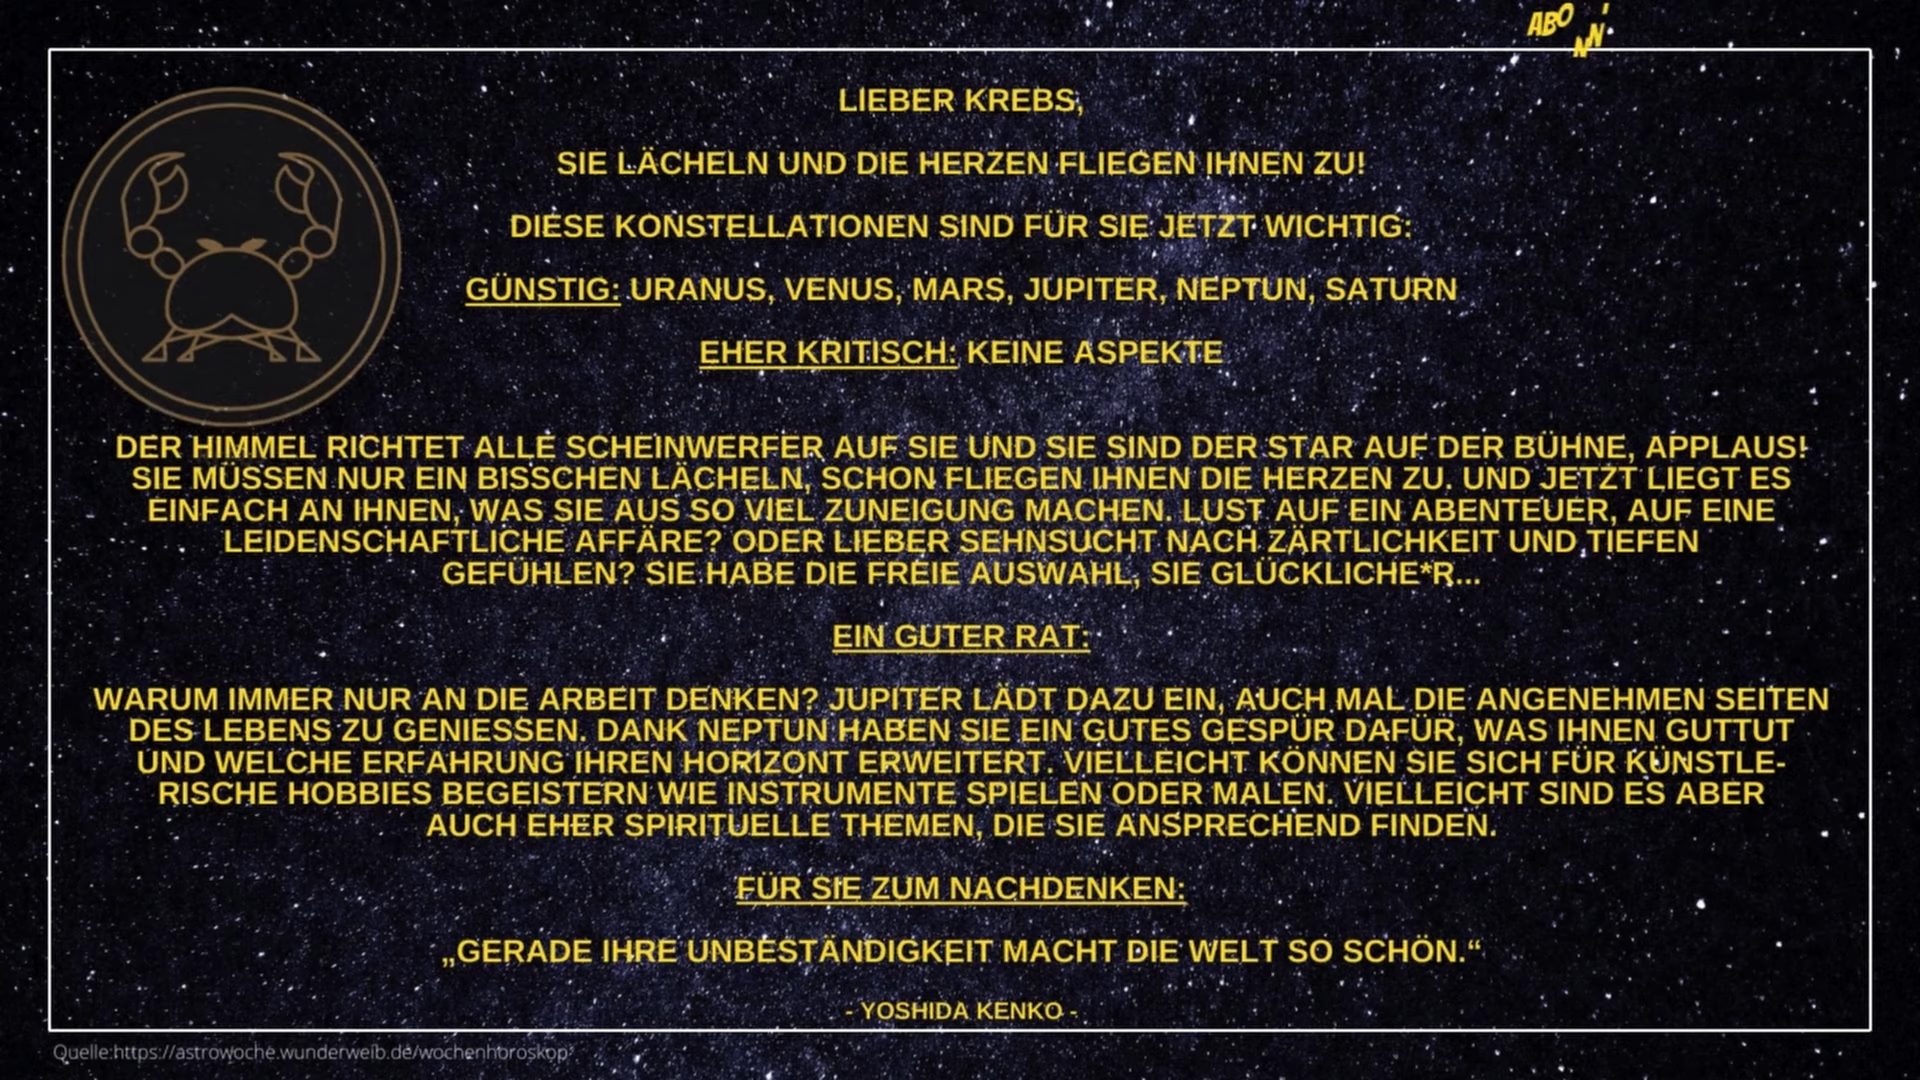 ABO
NN
LIEBER KREBS,
SIE LÄCHELN UND DIE HERZEN FLIEGEN IHNEN ZU!
DIESE KONSTELLATIONEN SIND FÜR SIE JETZT WICHTIG:
GÜNSTIG: URANUS, VENUS, MARS, JUPITER, NEPTUN, SATURN
EHER KRITISCH: KEINE ASPEKTE
DER HIMMEL RICHTET ALLE SCHEINWERFER AUF SIE UND SIE SIND DER STAR AUF DER BÜHNE, APPLAUS!
SIE MÜSSEN NUR EIN BISSCHEN LÄCHELN, SCHON FLIEGEN IHNEN DIE HERZEN ZU. UND JETZT LIEGT ES
EINFACH AN IHNEN, WAS SIE AUS SO VIEL ZUNEIGUNG MACHEN. LUST AUF EIN ABENTEUER, AUF EINE
LEIDENSCHAFTLICHE AFFÄRE? ODER LIEBER SEHNSUCHT NACH ZÄRTLICHKEIT UND TIEFEN
GEFÜHLEN? SIE HABE DIE FREIE AUSWAHL, SIE GLÜCKLICHE*R...
EIN GUTER RAT:
WARUM IMMER NUR AN DIE ARBEIT DENKEN? JUPITER LÄDT DAZU EIN, AUCH MAL DIE ANGENEHMEN SEITEN
DES LEBENS ZU GENIESSEN. DANK NEPTUN HABEN SIE EIN GUTES GESPÜR DAFÜR, WAS IHNEN GUTTUT
UND WELCHE ERFAHRUNG IHREN HORIZONT ERWEITERT. VIELLEICHT KÖNNEN SIE SICH FÜR KÜNSTLE-
RISCHE HOBBIES BEGEISTERN WIE INSTRUMENTE SPIELEN ODER MALEN. VIELLEICHT SIND ES ABER
AUCH EHER SPIRITUELLE THEMEN, DIE SIE ANSPRECHEND FINDEN.
FÜR SIE ZUM NACHDENKEN:
„GERADE IHRE UNBESTÄNDIGKEIT MACHT DIE WELT SO SCHÖN.“
- YOSHIDA KENKO -
Quelle:https://astrowoche.wunderweib.de/wochenhoroskop